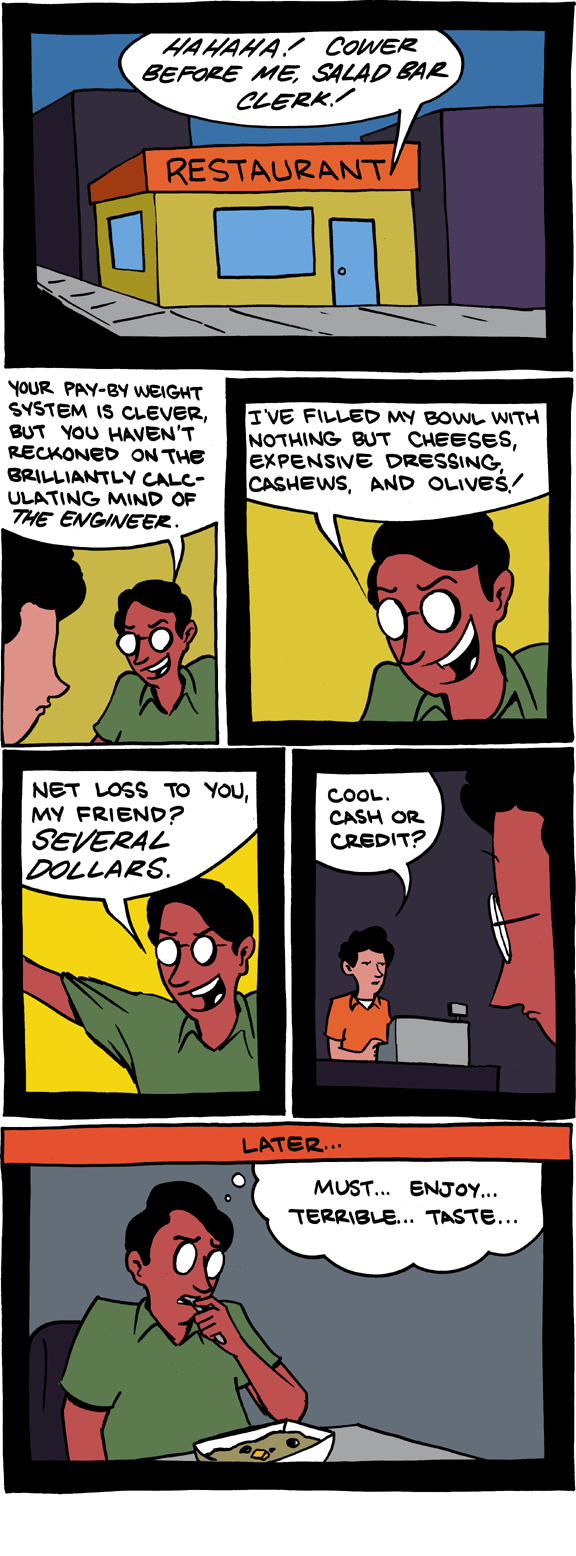 HAHAHA! COWER
BEFORE ME, SALAD BAR
CLERK!
RESTAURANT
YOUR PAY-BY WEIGHT
SYSTEM IS CLEVER,
BUT YOU HAVEN'T
RECKONED ON THE
BRILLIANTLY CALC-
ULATING MIND OF
THE ENGINEER.
I'VE FILLED MY BOWL WITH
NOTHING BUT CHEESES,
EXPENSIVE DRESSING,
CASHEWS, AND OLIVES!
NET LOSS TO YOU,
MY FRIEND?
SEVERAL
DOLLARS.
COOL.
CASH OR
CREDIT?
LATER...
MUST... ENJOY...
TERRIBLE... TASTE...